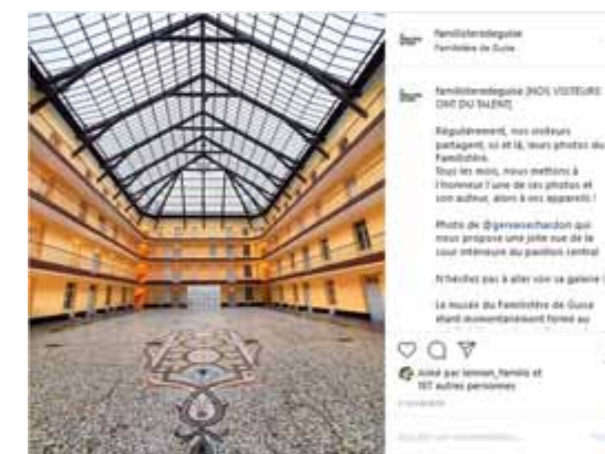 familisteredeguise
Familistère de Guise
familisteredeguise [NOS VISITEURS
ONT DU TALENT]
Régulièrement, nos visiteurs
partagent, ici et là, leurs photos du
Familistère.
Tous les mois, nous mettons à
l'honneur l'une de ces photos et
son auteur, alors à vos appareils !
Photo de @gervaisechardon qui
nous propose une jolie vue de la
cour intérieure du pavillon central
N'hésitez pas à aller voir sa galerie !
Le musée du Familistère de Guise
étant momentanément fermé au
Aimé par lennon_familis et
autres personnes